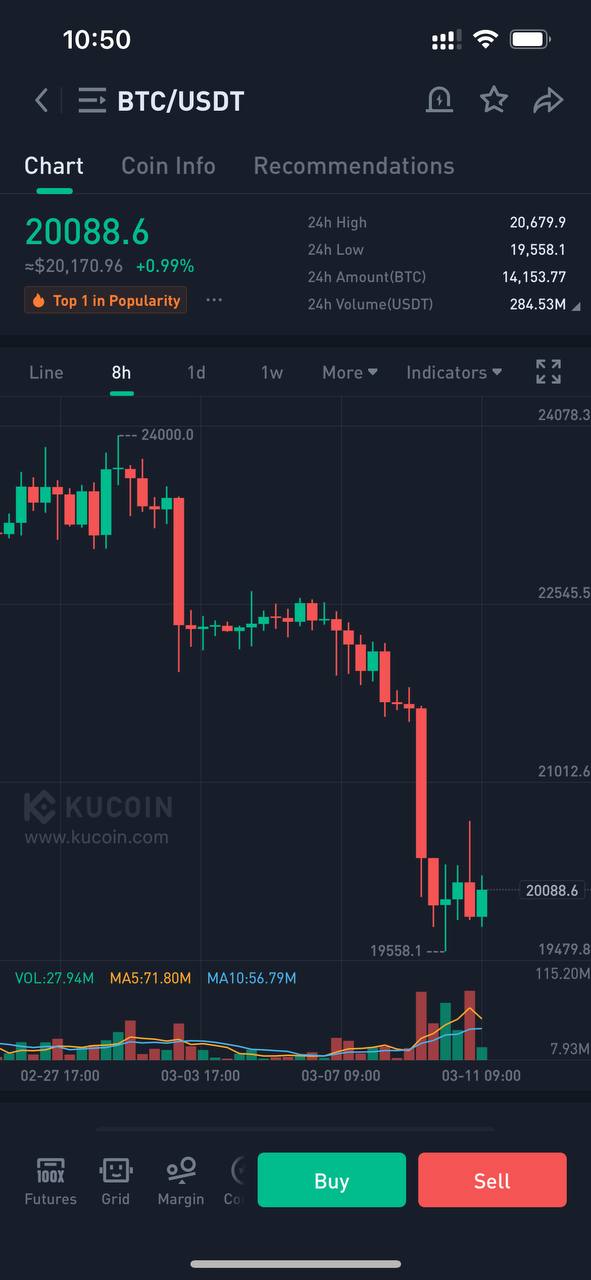 10:50
BTC/USDT
Chart Coin Info Recommendations
20088.6
≈$20,170.96 +0.99%
Top 1 in Popularity ...
24h High 20,679.9
24h Low 19,558.1
24h Amount(BTC) 14,153.77
24h Volume(USDT) 284.53M
Line 8h 1d 1w More Indicators
24078.3
24000.0
22545.5
21012.6
KUCOIN
www.kucoin.com
20088.6
19558.1
19479.8
VOL:27.94M MA5:71.80M MA10:56.79M
115.20M
7.93M
02-27 17:00 03-03 17:00 03-07 09:00 03-11 09:00
100X
Futures Grid Margin
Buy Sell